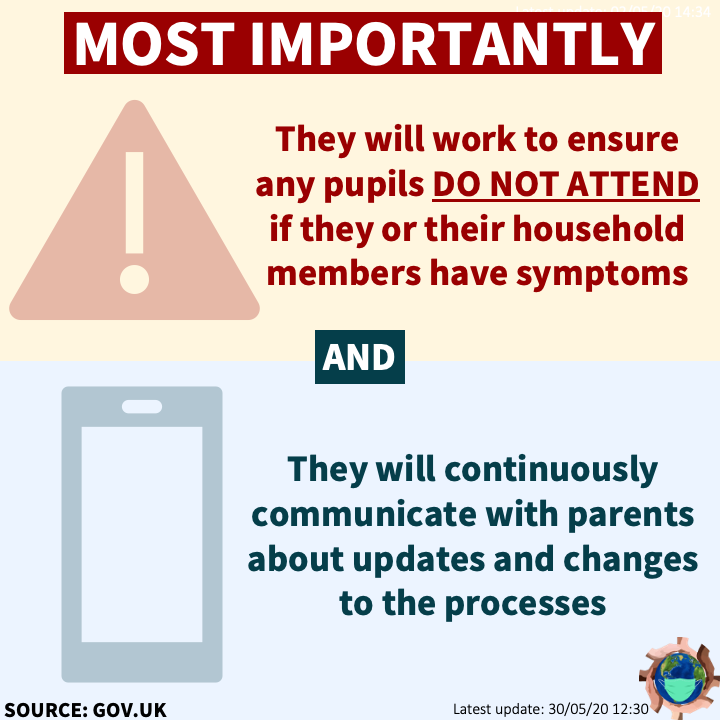 MOST IMPORTANTLY
They will work to ensure
any pupils DO NOT ATTEND
if they or their household
members have symptoms
AND
They will continuously
communicate with parents
about updates and changes
to the processes
SOURCE: GOV.UK
Latest update: 30/05/20 12:30